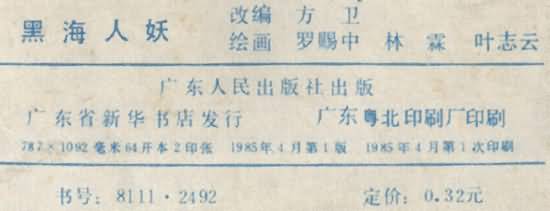 黑海人妖
改编 方卫
绘画 罗赐中 林霖 叶志云
广东人民出版社出版
广东省新华书店发行 广东粤北印刷厂印刷
787×1092毫米64开本2印张 1985年4月第1版 1985年4月第1次印刷
书号：8111·2492 定价：0.32元